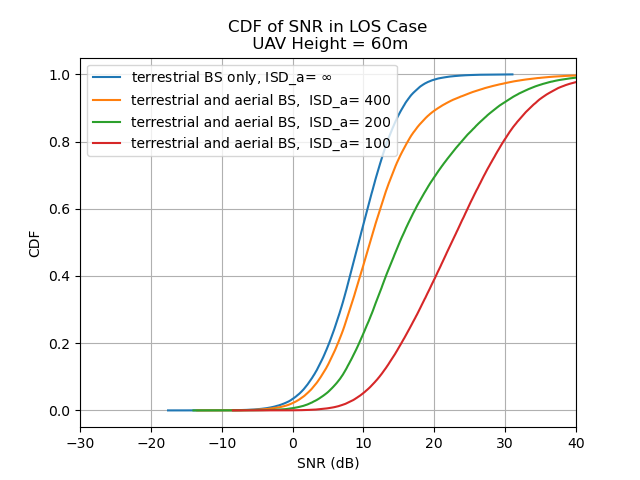 CDF of SNR in LOS Case
UAV Height = 60m
terrestrial BS only, ISD_a= ∞
terrestrial and aerial BS,  ISD_a= 400
terrestrial and aerial BS,  ISD_a= 200
terrestrial and aerial BS,  ISD_a= 100
1.0
0.8
0.6
0.4
0.2
0.0
CDF
−30 −20 −10 0 10 20 30 40
SNR (dB)